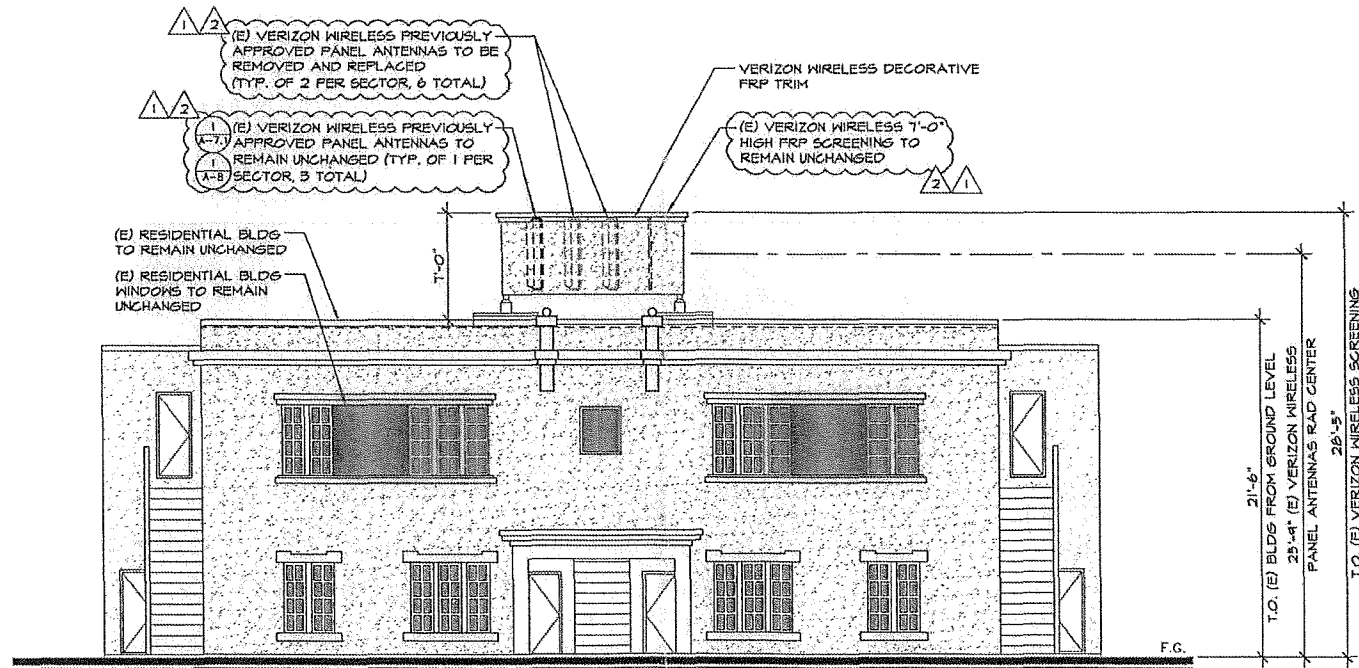 1 2
(E) VERIZON WIRELESS PREVIOUSLY
APPROVED PANEL ANTENNAS TO BE
REMOVED AND REPLACED
(TYP. OF 2 PER SECTOR, 6 TOTAL)
VERIZON WIRELESS DECORATIVE
FRP TRIM
1 2
1
A-7.1
1
A-8
(E) VERIZON WIRELESS PREVIOUSLY
APPROVED PANEL ANTENNAS TO
REMAIN UNCHANGED (TYP. OF 1 PER
SECTOR, 3 TOTAL)
(E) VERIZON WIRELESS 7'-0"
HIGH FRP SCREENING TO
REMAIN UNCHANGED
2 1
(E) RESIDENTIAL BLDG
TO REMAIN UNCHANGED
(E) RESIDENTIAL BLDG
WINDOWS TO REMAIN
UNCHANGED
7'-0"
21'-6"
T.O. (E) BLDG FROM GROUND LEVEL
25'-9" (E) VERIZON WIRELESS
PANEL ANTENNAS RAD CENTER
28'-5"
T.O. (E) VERIZON WIRELESS SCREENING
F.G.